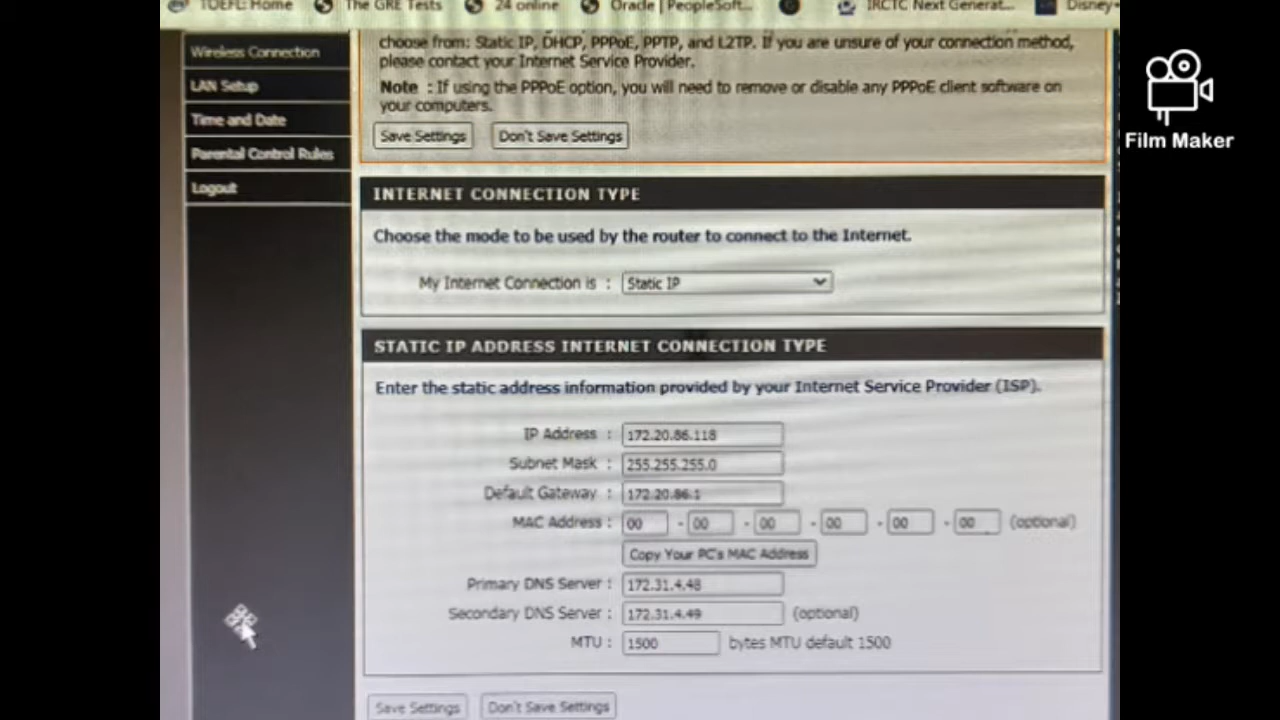 TOEFL: Home The GRE Tests 24 online Oracle | PeopleSoft... IRCTC Next Generat... Disney+
Wireless Connection
LAN Setup
Time and Date
Parental Control Rules
Logout
choose from: Static IP, DHCP, PPPoE, PPTP, and L2TP. If you are unsure of your connection method,
please contact your Internet Service Provider.
Note : If using the PPPoE option, you will need to remove or disable any PPPoE client software on
your computers.
Save Settings Don't Save Settings
INTERNET CONNECTION TYPE
Choose the mode to be used by the router to connect to the Internet.
My Internet Connection is : Static IP
STATIC IP ADDRESS INTERNET CONNECTION TYPE
Enter the static address information provided by your Internet Service Provider (ISP).
IP Address : 172.20.86.118
Subnet Mask : 255.255.255.0
Default Gateway : 172.20.86.1
MAC Address : 00 - 00 - 00 - 00 - 00 - 00 (optional)
Copy Your PC's MAC Address
Primary DNS Server : 172.31.4.48
Secondary DNS Server : 172.31.4.49 (optional)
MTU : 1500 bytes MTU default 1500
Save Settings Don't Save Settings
Film Maker